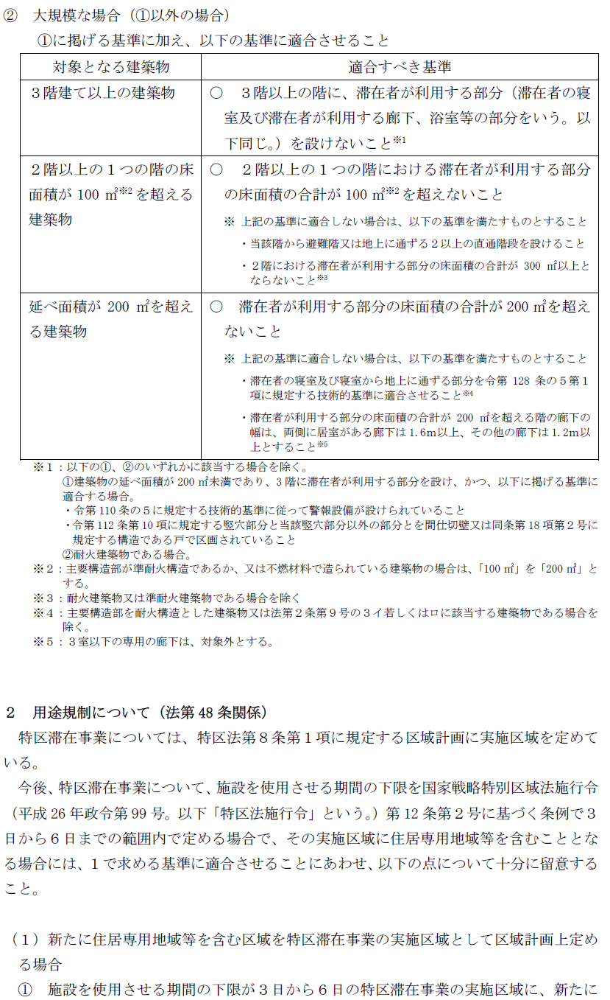 ② 大規模な場合（①以外の場合）
①に掲げる基準に加え、以下の基準に適合させること
対象となる建築物
適合すべき基準
３階建て以上の建築物
○ ３階以上の階に、滞在者が利用する部分（滞在者の寝
室及び滞在者が利用する廊下、浴室等の部分をいう。以
下同じ。）を設けないこと※1
２階以上の１つの階の床
面積が 100 ㎡※2 を超える
建築物
○ ２階以上の１つの階における滞在者が利用する部分
の床面積の合計が 100 ㎡※2 を超えないこと
※ 上記の基準に適合しない場合は、以下の基準を満たすものとすること
・当該階から避難階又は地上に通ずる２以上の直通階段を設けること
・２階における滞在者が利用する部分の床面積の合計が 300 ㎡以上と
ならないこと※3
延べ面積が 200 ㎡を超え
る建築物
○ 滞在者が利用する部分の床面積の合計が 200 ㎡を超え
ないこと
※ 上記の基準に適合しない場合は、以下の基準を満たすものとすること
・滞在者の寝室及び寝室から地上に通ずる部分を令第 128 条の５第１
項に規定する技術的基準に適合させること※4
・滞在者が利用する部分の床面積の合計が 200 ㎡を超える階の廊下の
幅は、両側に居室がある廊下は 1.6ｍ以上、その他の廊下は 1.2ｍ以
上とすること※5
※１：以下の①、②のいずれかに該当する場合を除く。
①建築物の延べ面積が 200 ㎡未満であり、3 階に滞在者が利用する部分を設け、かつ、以下に掲げる基準に
適合する場合。
・令第 110 条の５に規定する技術的基準に従って警報設備が設けられていること
・令第 112 条第 10 項に規定する竪穴部分と当該竪穴部分以外の部分とを間仕切壁又は同条第 18 項第２号に
規定する構造である戸で区画されていること
②耐火建築物である場合。
※２：主要構造部が準耐火構造であるか、又は不燃材料で造られている建築物の場合は、「100 ㎡」を「200 ㎡」と
する。
※３：耐火建築物又は準耐火建築物である場合を除く
※４：主要構造部を耐火構造とした建築物又は法第２条第９号の３イ若しくはロに該当する建築物である場合を
除く。
※５：３室以下の専用の廊下は、対象外とする。
２ 用途規制について（法第 48 条関係）
特区滞在事業については、特区法第８条第１項に規定する区域計画に実施区域を定めて
いる。
今後、特区滞在事業について、施設を使用させる期間の下限を国家戦略特別区域法施行令
（平成 26 年政令第 99 号。以下「特区法施行令」という。）第 12 条第２号に基づく条例で３
日から６日までの範囲内で定める場合で、その実施区域に住居専用地域等を含むこととな
る場合には、１で求める基準に適合させることにあわせ、以下の点について十分に留意する
こと。
（１）新たに住居専用地域等を含む区域を特区滞在事業の実施区域として区域計画上定め
る場合
① 施設を使用させる期間の下限が３日から６日の特区滞在事業の実施区域に、新たに